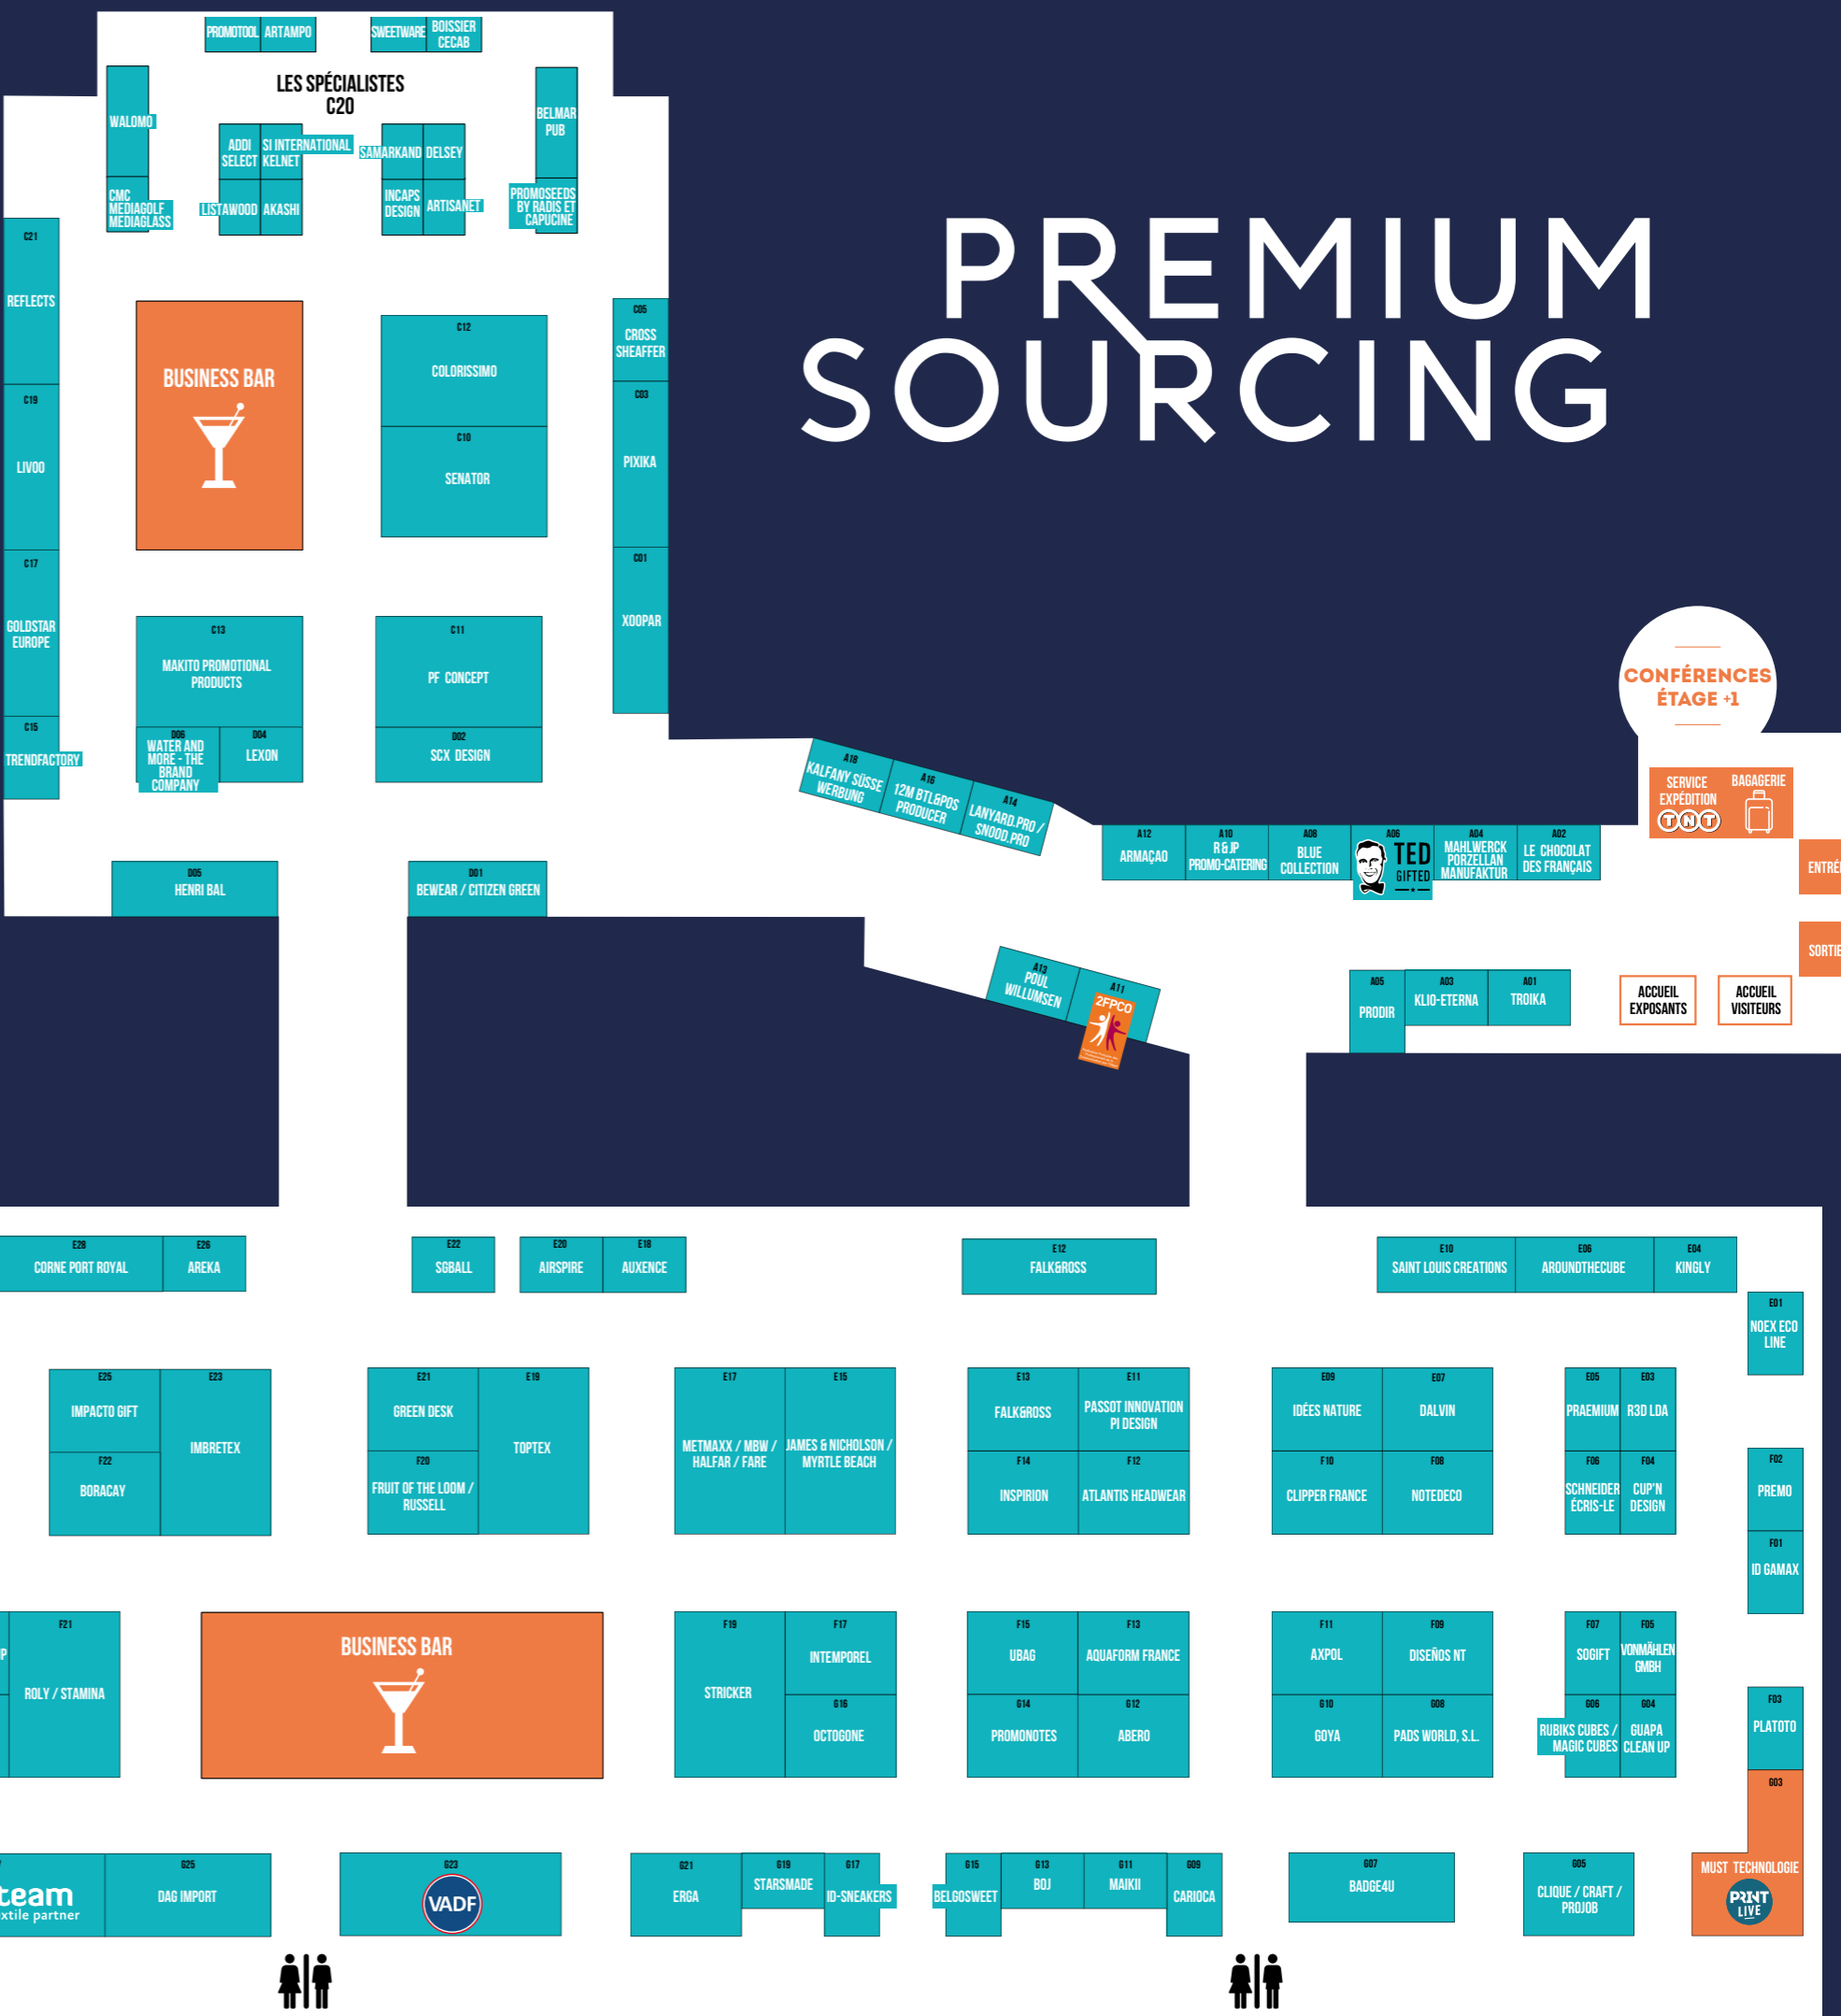 PROMOTOOL
ARTAMPO
SWEETWARE
BOISSIER
CECAB
LES SPÉCIALISTES
C20
WALOMO
BELMAR
PUB
ADDI
SELECT
SI INTERNATIONAL
KELNET
SAMARKAND
DELSEY
CMC
MEDIAGOLF
MEDIAGLASS
LISTAWOOD
AKASHI
INCAPS
DESIGN
ARTISANET
PROMOSEEDS
BY RADIS ET
CAPUCINE
C21
REFLECTS
C19
LIVOO
C17
GOLDSTAR
EUROPE
C15
TRENDFACTORY
BUSINESS BAR
C12
COLORISSIMO
C10
SENATOR
C05
CROSS
SHEAFFER
C03
PIXIKA
C01
XOOPAR
PREMIUM
SOURCING
C13
MAKITO PROMOTIONAL
PRODUCTS
C11
PF CONCEPT
D06
WATER AND
MORE - THE
BRAND
COMPANY
D04
LEXON
D02
SCX DESIGN
D05
HENRI BAL
D01
BEWEAR / CITIZEN GREEN
CONFÉRENCES
ÉTAGE +1
A18
KALFANY SÜSSE
WERBUNG
A16
12M BTL&POS
PRODUCER
A14
LANYARD.PRO /
SNOOD.PRO
A12
ARMAÇAO
A10
R & JP
PROMO-CATERING
A08
BLUE
COLLECTION
A06
TED
GIFTED
A04
MAHLWERCK
PORZELLAN
MANUFAKTUR
A02
LE CHOCOLAT
DES FRANÇAIS
SERVICE
EXPÉDITION
TNT
BAGAGERIE
ENTRÉE
SORTIE
A13
POUL
WILLUMSEN
A11
2FPCO
A05
PRODIR
A03
KLIO-ETERNA
A01
TROIKA
ACCUEIL
EXPOSANTS
ACCUEIL
VISITEURS
E28
CORNE PORT ROYAL
E26
AREKA
E22
SGBALL
E20
AIRSPIRE
E18
AUXENCE
E12
FALK&ROSS
E10
SAINT LOUIS CREATIONS
E06
AROUNDTHECUBE
E04
KINGLY
E01
NOEX ECO
LINE
E25
IMPACTO GIFT
E23
IMBRETEX
F22
BORACAY
E21
GREEN DESK
E19
TOPTEX
F20
FRUIT OF THE LOOM /
RUSSELL
E17
METMAXX / MBW /
HALFAR / FARE
E15
JAMES & NICHOLSON /
MYRTLE BEACH
E13
FALK&ROSS
E11
PASSOT INNOVATION
PI DESIGN
F14
INSPIRION
F12
ATLANTIS HEADWEAR
E09
IDÉES NATURE
E07
DALVIN
F10
CLIPPER FRANCE
F08
NOTEDECO
E05
PRAEMIUM
E03
R3D LDA
F06
SCHNEIDER
ÉCRIS-LE
F04
CUP'N
DESIGN
F02
PREMO
F01
ID GAMAX
P
F21
ROLY / STAMINA
BUSINESS BAR
F19
STRICKER
F17
INTEMPOREL
G16
OCTOGONE
F15
UBAG
F13
AQUAFORM FRANCE
G14
PROMONOTES
G12
ABERO
F11
AXPOL
F09
DISEÑOS NT
G10
GOYA
G08
PADS WORLD, S.L.
F07
SOGIFT
F05
VONMÄHLEN
GMBH
G06
RUBIKS CUBES /
MAGIC CUBES
G04
GUAPA
CLEAN UP
F03
PLATOTO
G03
MUST TECHNOLOGIE
PRINT
LIVE
team
xtile partner
G25
DAG IMPORT
G23
VADF
G21
ERGA
G19
STARSMADE
G17
ID-SNEAKERS
G15
BELGOSWEET
G13
BOJ
G11
MAIKII
G09
CARIOCA
G07
BADGE4U
G05
CLIQUE / CRAFT /
PROJOB